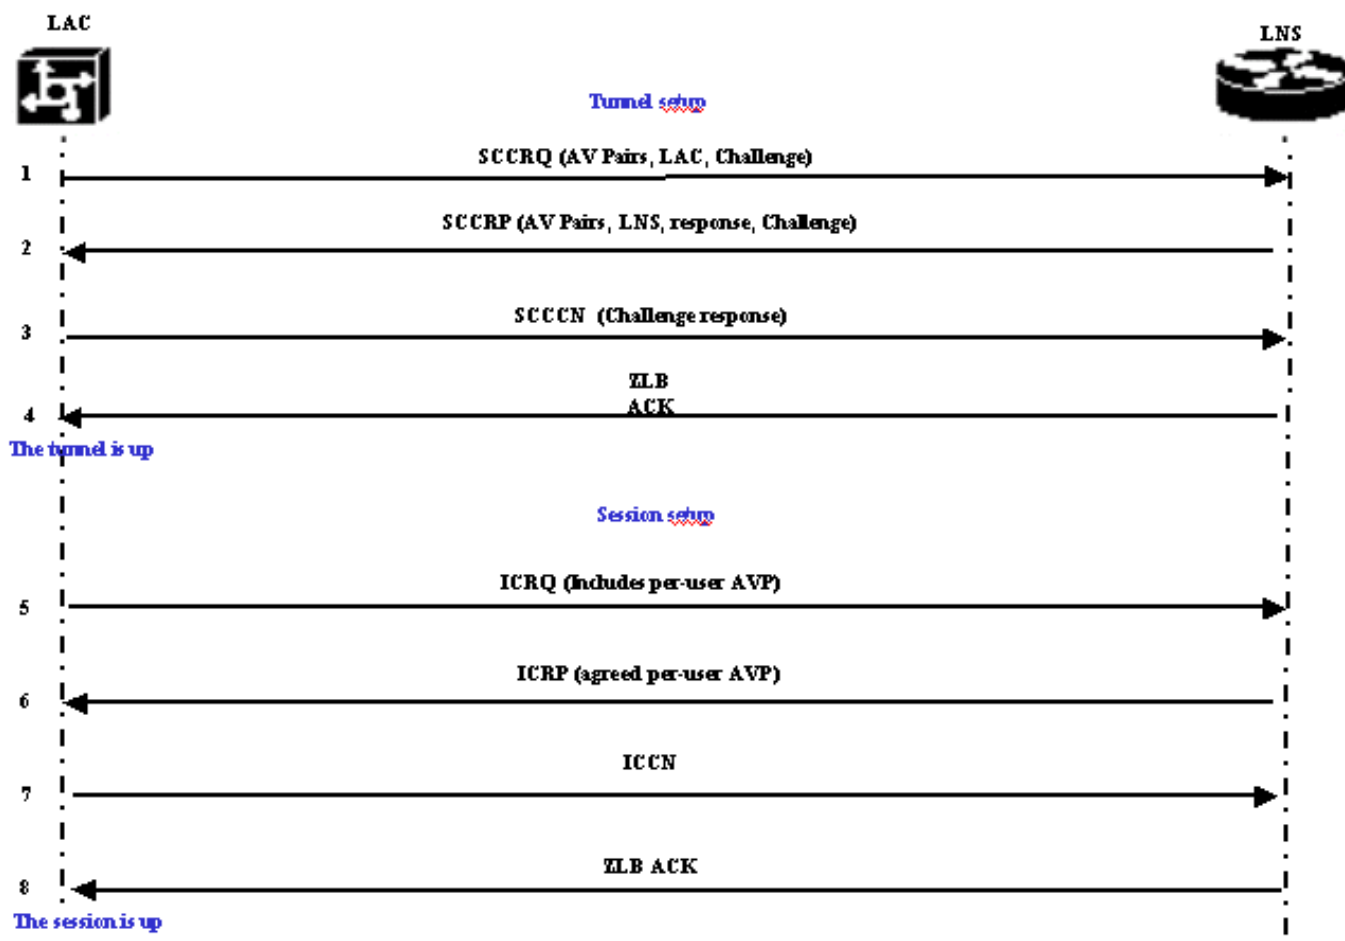 LAC
LNS
Tunnel setup
SCCRQ (AV Pairs, LAC, Challenge)
1
SCCRP (AV Pairs, LNS, response, Challenge)
2
SCCCN (Challenge response)
3
ZLB
ACK
4
The tunnel is up
Session setup
ICRQ (Includes per-user AVP)
5
ICRP (agreed per-user AVP)
6
ICCN
7
ZLB ACK
8
The session is up